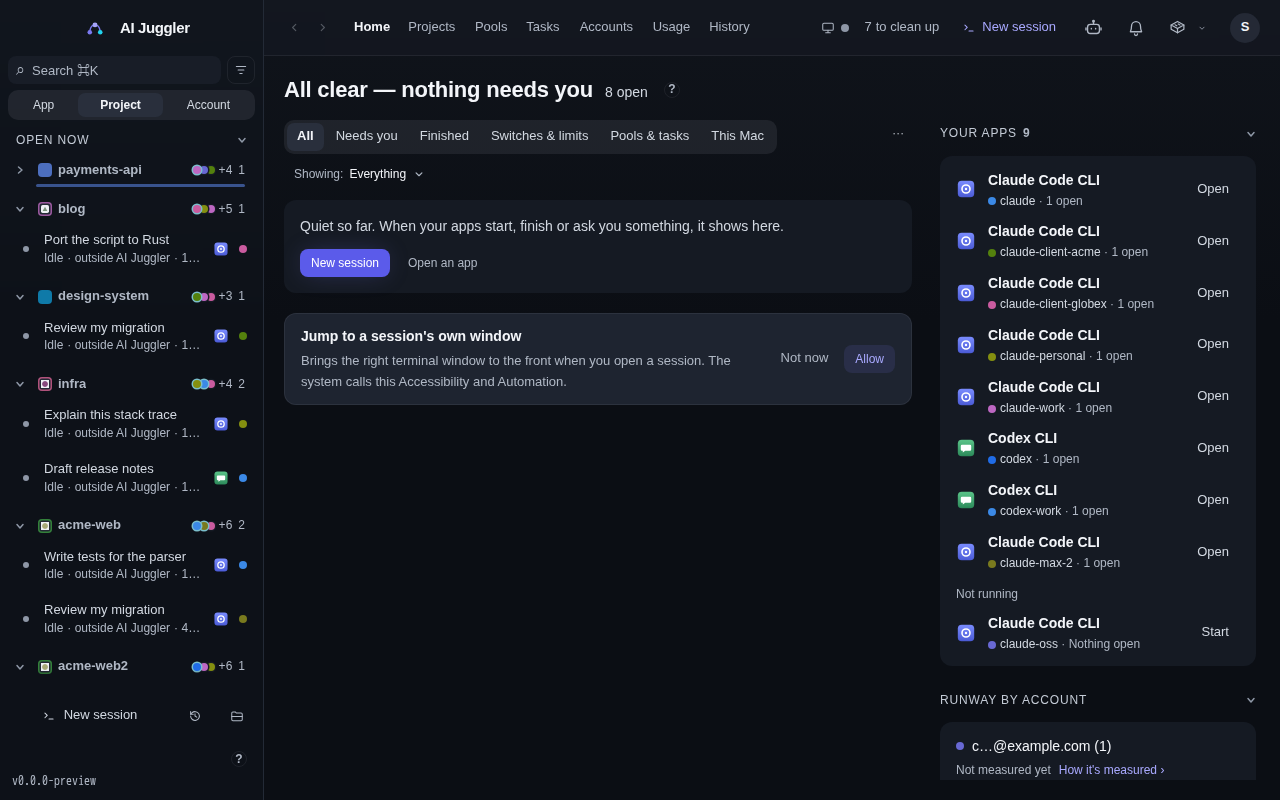 AI Juggler
Search ⌘K
App
Project
Account
OPEN NOW
payments-api
+4 1
blog
+5 1
Port the script to Rust
Idle · outside AI Juggler · 1…
design-system
+3 1
Review my migration
Idle · outside AI Juggler · 1…
infra
+4 2
Explain this stack trace
Idle · outside AI Juggler · 1…
Draft release notes
Idle · outside AI Juggler · 1…
acme-web
+6 2
Write tests for the parser
Idle · outside AI Juggler · 1…
Review my migration
Idle · outside AI Juggler · 4…
acme-web2
+6 1
New session
?
v0.0.0-preview
Home
Projects
Pools
Tasks
Accounts
Usage
History
7 to clean up
New session
S
All clear — nothing needs you
8 open
?
All
Needs you
Finished
Switches & limits
Pools & tasks
This Mac
···
Showing: Everything
Quiet so far. When your apps start, finish or ask you something, it shows here.
New session
Open an app
Jump to a session's own window
Brings the right terminal window to the front when you open a session. The
system calls this Accessibility and Automation.
Not now
Allow
YOUR APPS 9
Claude Code CLI
claude · 1 open
Open
Claude Code CLI
claude-client-acme · 1 open
Open
Claude Code CLI
claude-client-globex · 1 open
Open
Claude Code CLI
claude-personal · 1 open
Open
Claude Code CLI
claude-work · 1 open
Open
Codex CLI
codex · 1 open
Open
Codex CLI
codex-work · 1 open
Open
Claude Code CLI
claude-max-2 · 1 open
Open
Not running
Claude Code CLI
claude-oss · Nothing open
Start
RUNWAY BY ACCOUNT
c…@example.com (1)
Not measured yet How it's measured ›